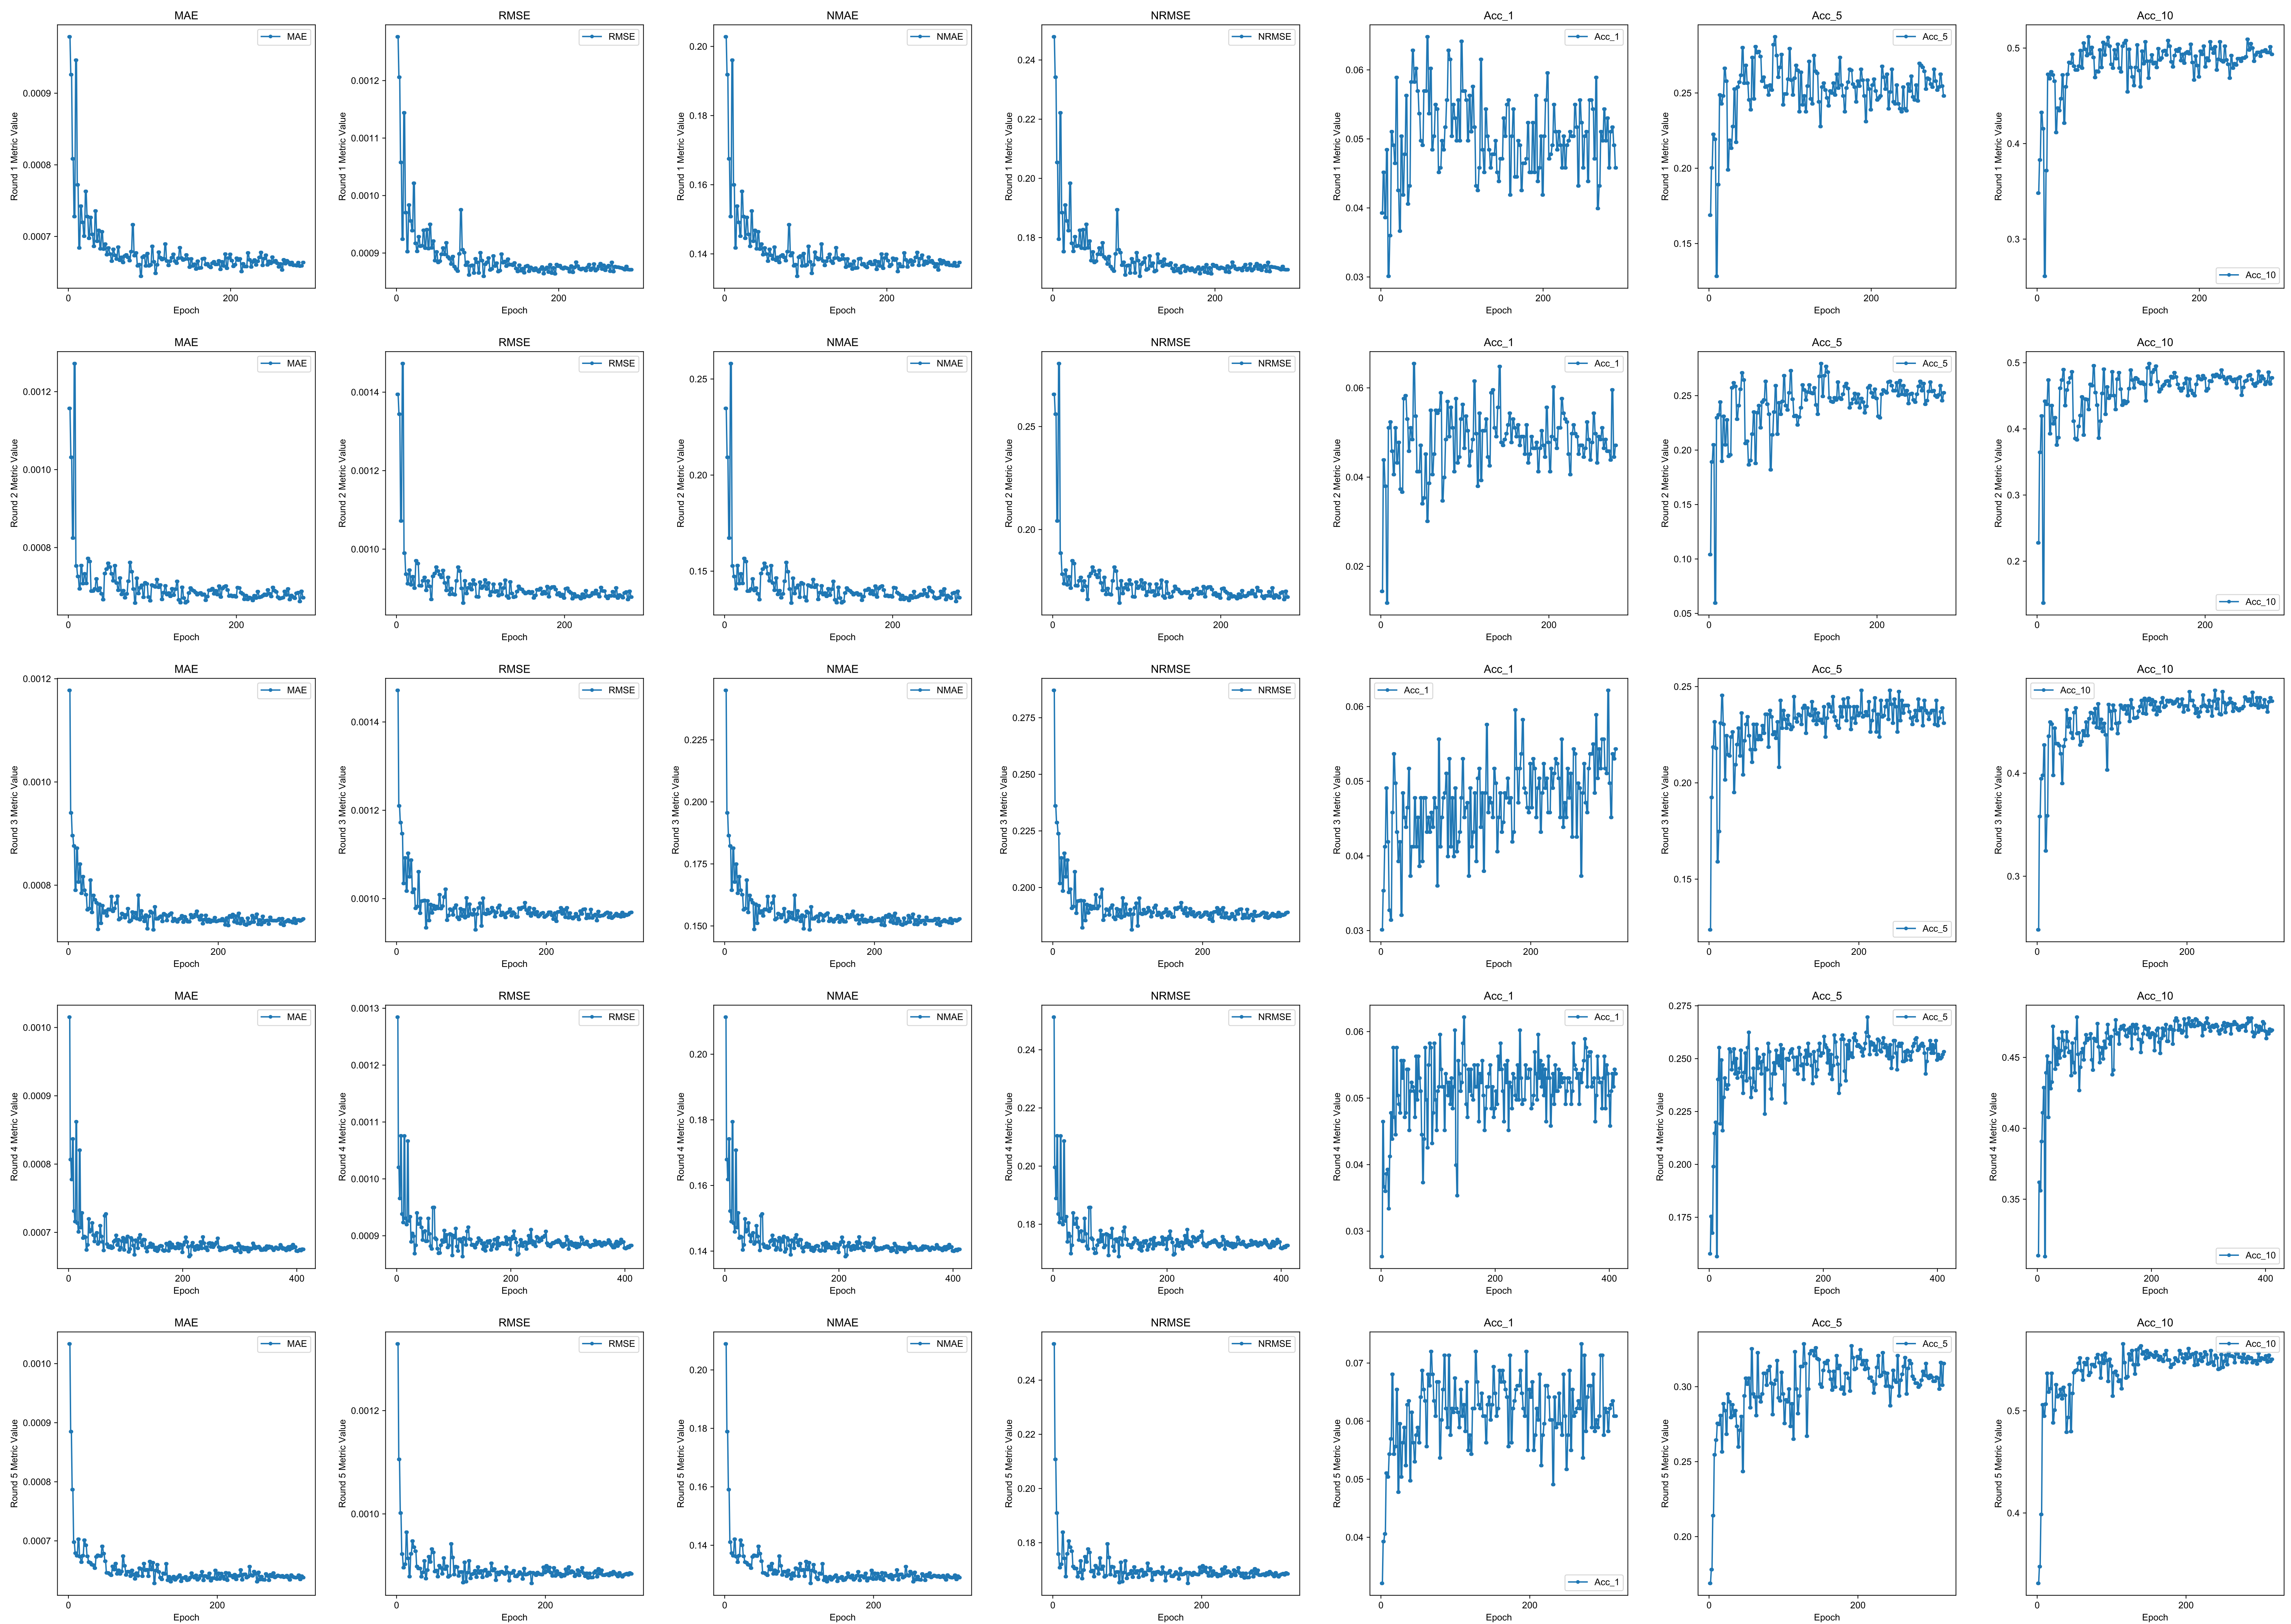 MAE
MAE
0.0009
0.0008
0.0007
Round 1 Metric Value
0
200
Epoch
RMSE
RMSE
0.0012
0.0011
0.0010
0.0009
Round 1 Metric Value
0
200
Epoch
NMAE
NMAE
0.20
0.18
0.16
0.14
Round 1 Metric Value
0
200
Epoch
NRMSE
NRMSE
0.24
0.22
0.20
0.18
Round 1 Metric Value
0
200
Epoch
Acc_1
Acc_1
0.06
0.05
0.04
0.03
Round 1 Metric Value
0
200
Epoch
Acc_5
Acc_5
0.25
0.20
0.15
Round 1 Metric Value
0
200
Epoch
Acc_10
0.5
0.4
0.3
Round 1 Metric Value
Acc_10
0
200
Epoch
MAE
MAE
0.0012
0.0010
0.0008
Round 2 Metric Value
0
200
Epoch
RMSE
RMSE
0.0014
0.0012
0.0010
Round 2 Metric Value
0
200
Epoch
NMAE
NMAE
0.25
0.20
0.15
Round 2 Metric Value
0
200
Epoch
NRMSE
NRMSE
0.25
0.20
Round 2 Metric Value
0
200
Epoch
Acc_1
Acc_1
0.06
0.04
0.02
Round 2 Metric Value
0
200
Epoch
Acc_5
Acc_5
0.25
0.20
0.15
0.10
0.05
Round 2 Metric Value
0
200
Epoch
Acc_10
0.5
0.4
0.3
0.2
Round 2 Metric Value
Acc_10
0
200
Epoch
MAE
MAE
0.0012
0.0010
0.0008
Round 3 Metric Value
0
200
Epoch
RMSE
RMSE
0.0014
0.0012
0.0010
Round 3 Metric Value
0
200
Epoch
NMAE
NMAE
0.225
0.200
0.175
0.150
Round 3 Metric Value
0
200
Epoch
NRMSE
NRMSE
0.275
0.250
0.225
0.200
Round 3 Metric Value
0
200
Epoch
Acc_1
Acc_1
0.06
0.05
0.04
0.03
Round 3 Metric Value
0
200
Epoch
Acc_5
0.25
0.20
0.15
Round 3 Metric Value
Acc_5
0
200
Epoch
Acc_10
Acc_10
0.4
0.3
Round 3 Metric Value
0
200
Epoch
MAE
MAE
0.0010
0.0009
0.0008
0.0007
Round 4 Metric Value
0
200
400
Epoch
RMSE
RMSE
0.0013
0.0012
0.0011
0.0010
0.0009
Round 4 Metric Value
0
200
400
Epoch
NMAE
NMAE
0.20
0.18
0.16
0.14
Round 4 Metric Value
0
200
400
Epoch
NRMSE
NRMSE
0.24
0.22
0.20
0.18
Round 4 Metric Value
0
200
400
Epoch
Acc_1
Acc_1
0.06
0.05
0.04
0.03
Round 4 Metric Value
0
200
400
Epoch
Acc_5
Acc_5
0.275
0.250
0.225
0.200
0.175
Round 4 Metric Value
0
200
400
Epoch
Acc_10
0.45
0.40
0.35
Round 4 Metric Value
Acc_10
0
200
400
Epoch
MAE
MAE
0.0010
0.0009
0.0008
0.0007
Round 5 Metric Value
0
200
Epoch
RMSE
RMSE
0.0012
0.0010
Round 5 Metric Value
0
200
Epoch
NMAE
NMAE
0.20
0.18
0.16
0.14
Round 5 Metric Value
0
200
Epoch
NRMSE
NRMSE
0.24
0.22
0.20
0.18
Round 5 Metric Value
0
200
Epoch
Acc_1
0.07
0.06
0.05
0.04
Round 5 Metric Value
Acc_1
0
200
Epoch
Acc_5
Acc_5
0.30
0.25
0.20
Round 5 Metric Value
0
200
Epoch
Acc_10
Acc_10
0.5
0.4
Round 5 Metric Value
0
200
Epoch